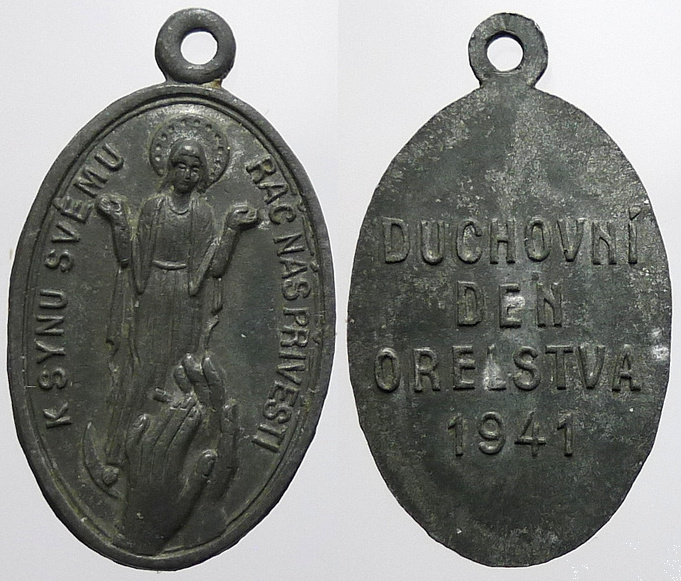 K SYNU SVÉMU
RAČ NÁS PŘIVÉSTI
DUCHOVNÍ
DEN
ORELSTVA
1941